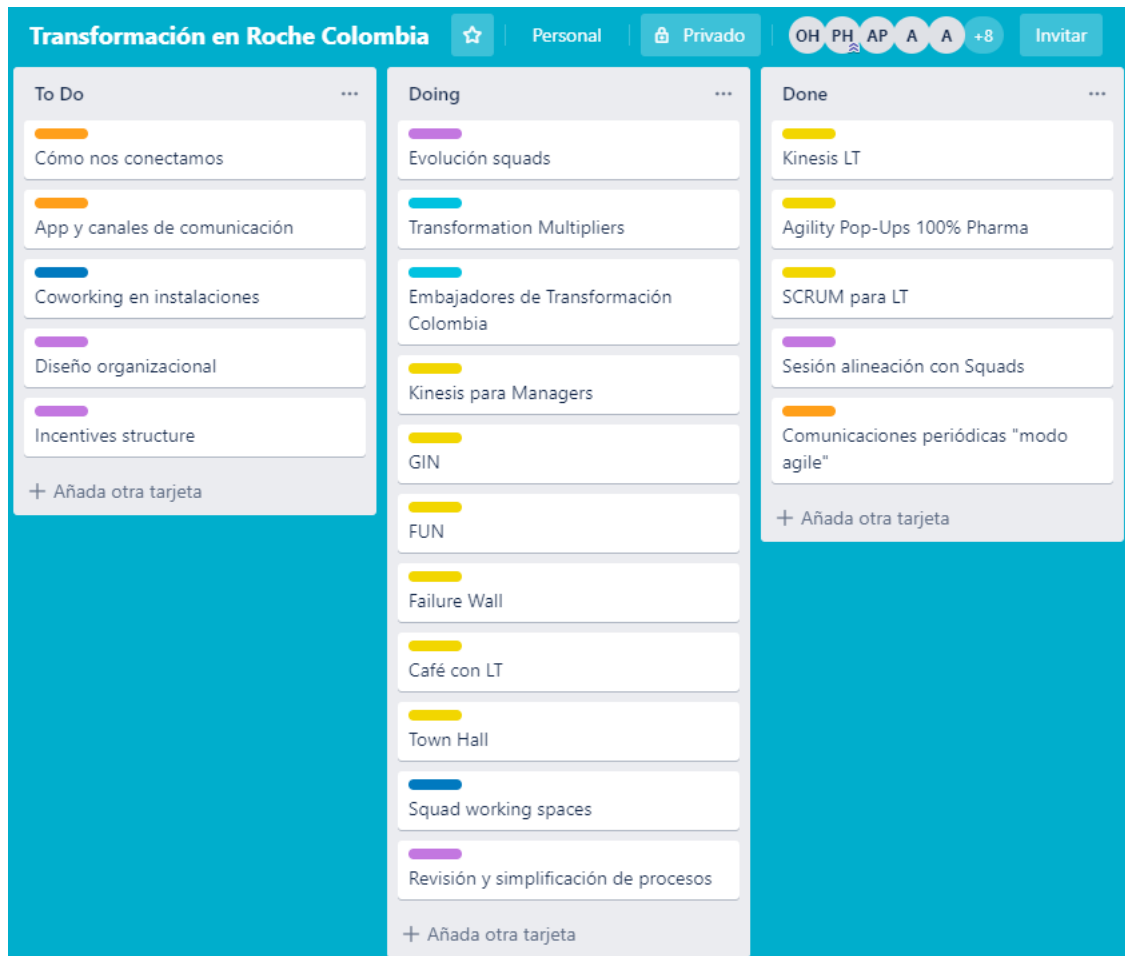 Transformación en Roche Colombia
Personal
Privado
OH PH AP A A +8
Invitar
To Do
Cómo nos conectamos
App y canales de comunicación
Coworking en instalaciones
Diseño organizacional
Incentives structure
+ Añada otra tarjeta
Doing
Evolución squads
Transformation Multipliers
Embajadores de Transformación
Colombia
Kinesis para Managers
GIN
FUN
Failure Wall
Café con LT
Town Hall
Squad working spaces
Revisión y simplificación de procesos
+ Añada otra tarjeta
Done
Kinesis LT
Agility Pop-Ups 100% Pharma
SCRUM para LT
Sesión alineación con Squads
Comunicaciones periódicas "modo
agile"
+ Añada otra tarjeta